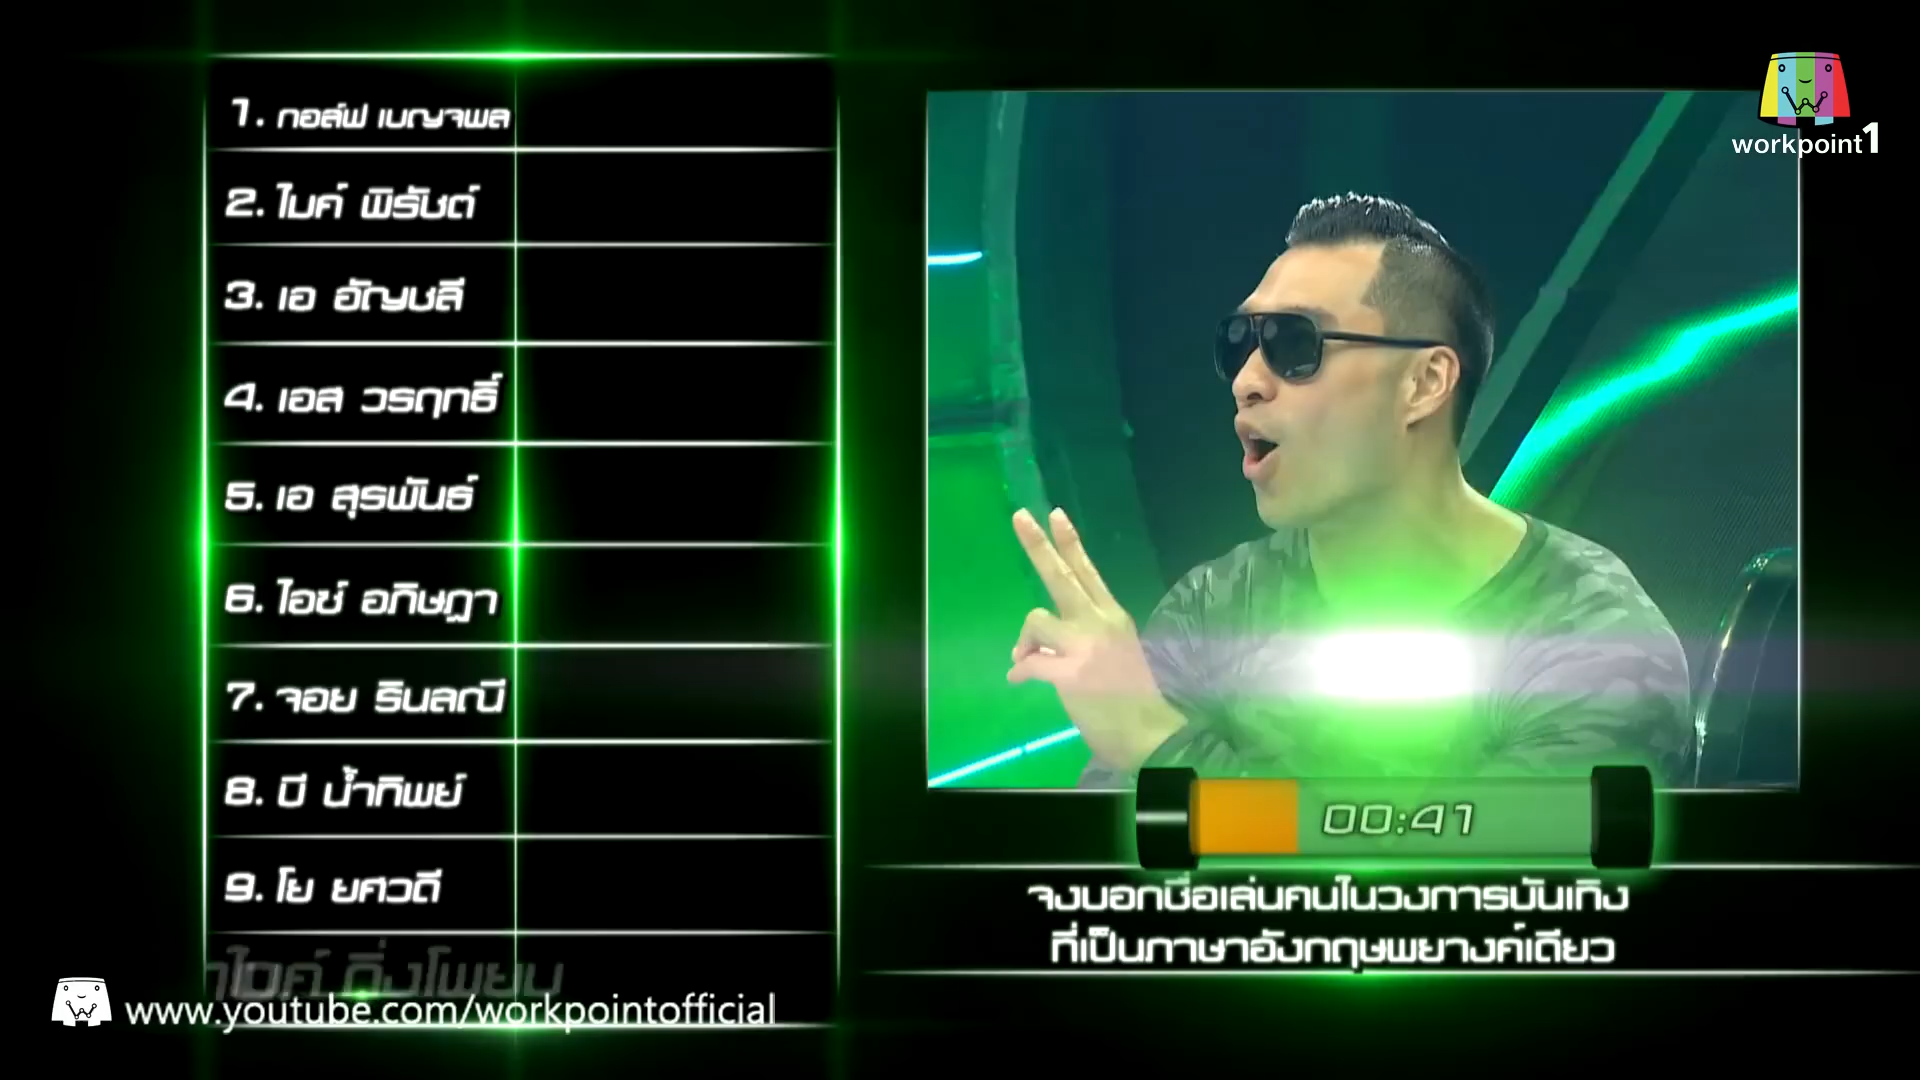 1. กอล์ฟ เบญจพล
2. ไมค์ พิรัชต์
3. เอ อัญชลี
4. เอส วรฤทธิ์
5. เอ สุรพันธ์
6. ไอซ์ อภิษฎา
7. จอย รินลณี
8. บี น้ำทิพย์
9. โย ยศวดี
ไมค์
www.youtube.com/workpointofficial
workpoint1
00:41
จงบอกชื่อเล่นคนในวงการบันเทิง
ที่เป็นภาษาอังกฤษพยางค์เดียว